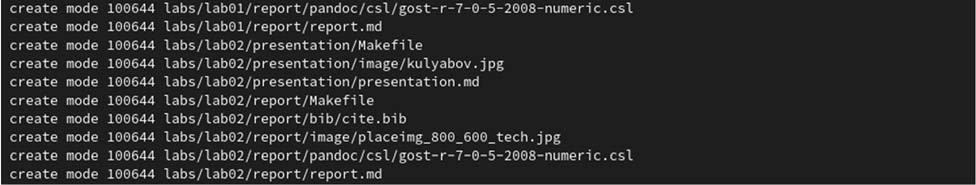 create mode 100644 labs/lab01/report/pandoc/csl/gost-r-7-0-5-2008-numeric.csl
create mode 100644 labs/lab01/report/report.md
create mode 100644 labs/lab02/presentation/Makefile
create mode 100644 labs/lab02/presentation/image/kulyabov.jpg
create mode 100644 labs/lab02/presentation/presentation.md
create mode 100644 labs/lab02/report/Makefile
create mode 100644 labs/lab02/report/bib/cite.bib
create mode 100644 labs/lab02/report/image/placeimg_800_600_tech.jpg
create mode 100644 labs/lab02/report/pandoc/csl/gost-r-7-0-5-2008-numeric.csl
create mode 100644 labs/lab02/report/report.md